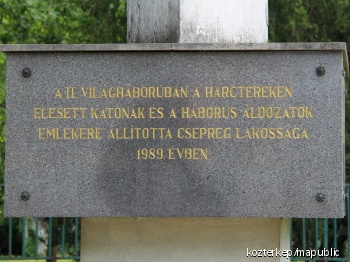 A II. VILÁGHÁBORÚBAN A HARCTEREKEN
ELESETT KATONÁK ÉS A HÁBORÚS ÁLDOZATOK
EMLÉKÉRE ÁLLÍTOTTA CSEPREG LAKOSSÁGA
1989. ÉVBEN
kozterkep/mapublic